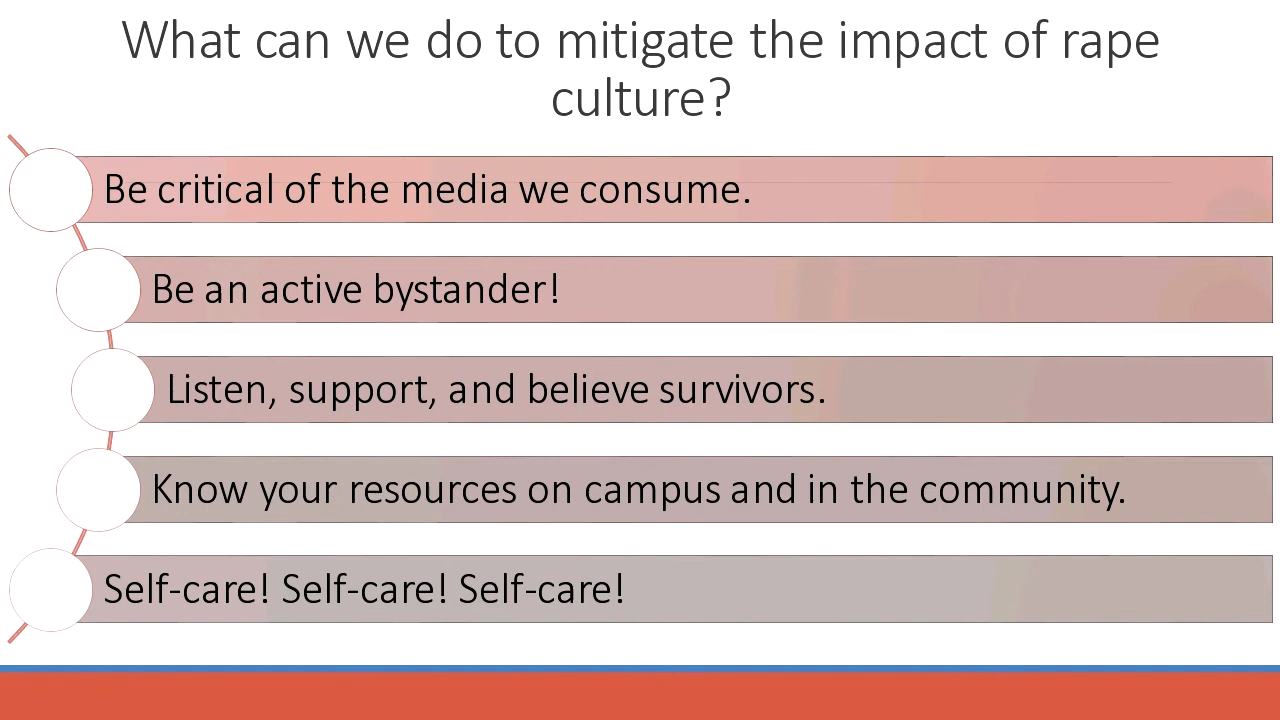 What can we do to mitigate the impact of rape
culture?
Be critical of the media we consume.
Be an active bystander!
Listen, support, and believe survivors.
Know your resources on campus and in the community.
Self-care! Self-care! Self-care!